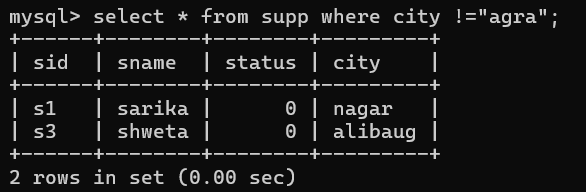 mysql> select * from supp where city !="agra";
+------+--------+--------+---------+
| sid  | sname  | status | city    |
+------+--------+--------+---------+
| s1   | sarika |      0 | nagar   |
| s3   | shweta |      0 | alibaug |
+------+--------+--------+---------+
2 rows in set (0.00 sec)